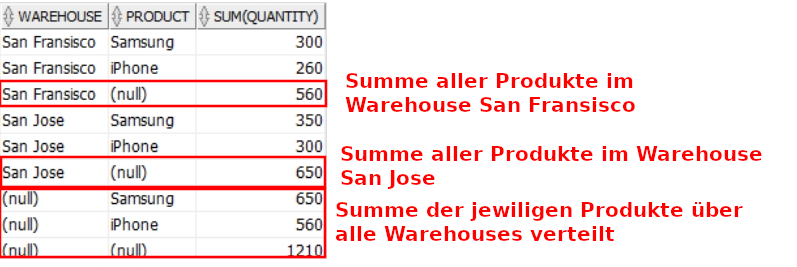 WAREHOUSE PRODUCT SUM(QUANTITY)
San Fransisco Samsung 300
San Fransisco iPhone 260
San Fransisco (null) 560
Summe aller Produkte im
Warehouse San Fransisco
San Jose Samsung 350
San Jose iPhone 300
San Jose (null) 650
Summe aller Produkte im Warehouse
San Jose
(null) Samsung 650
(null) iPhone 560
(null) (null) 1210
Summe der jewiligen Produkte über
alle Warehouses verteilt